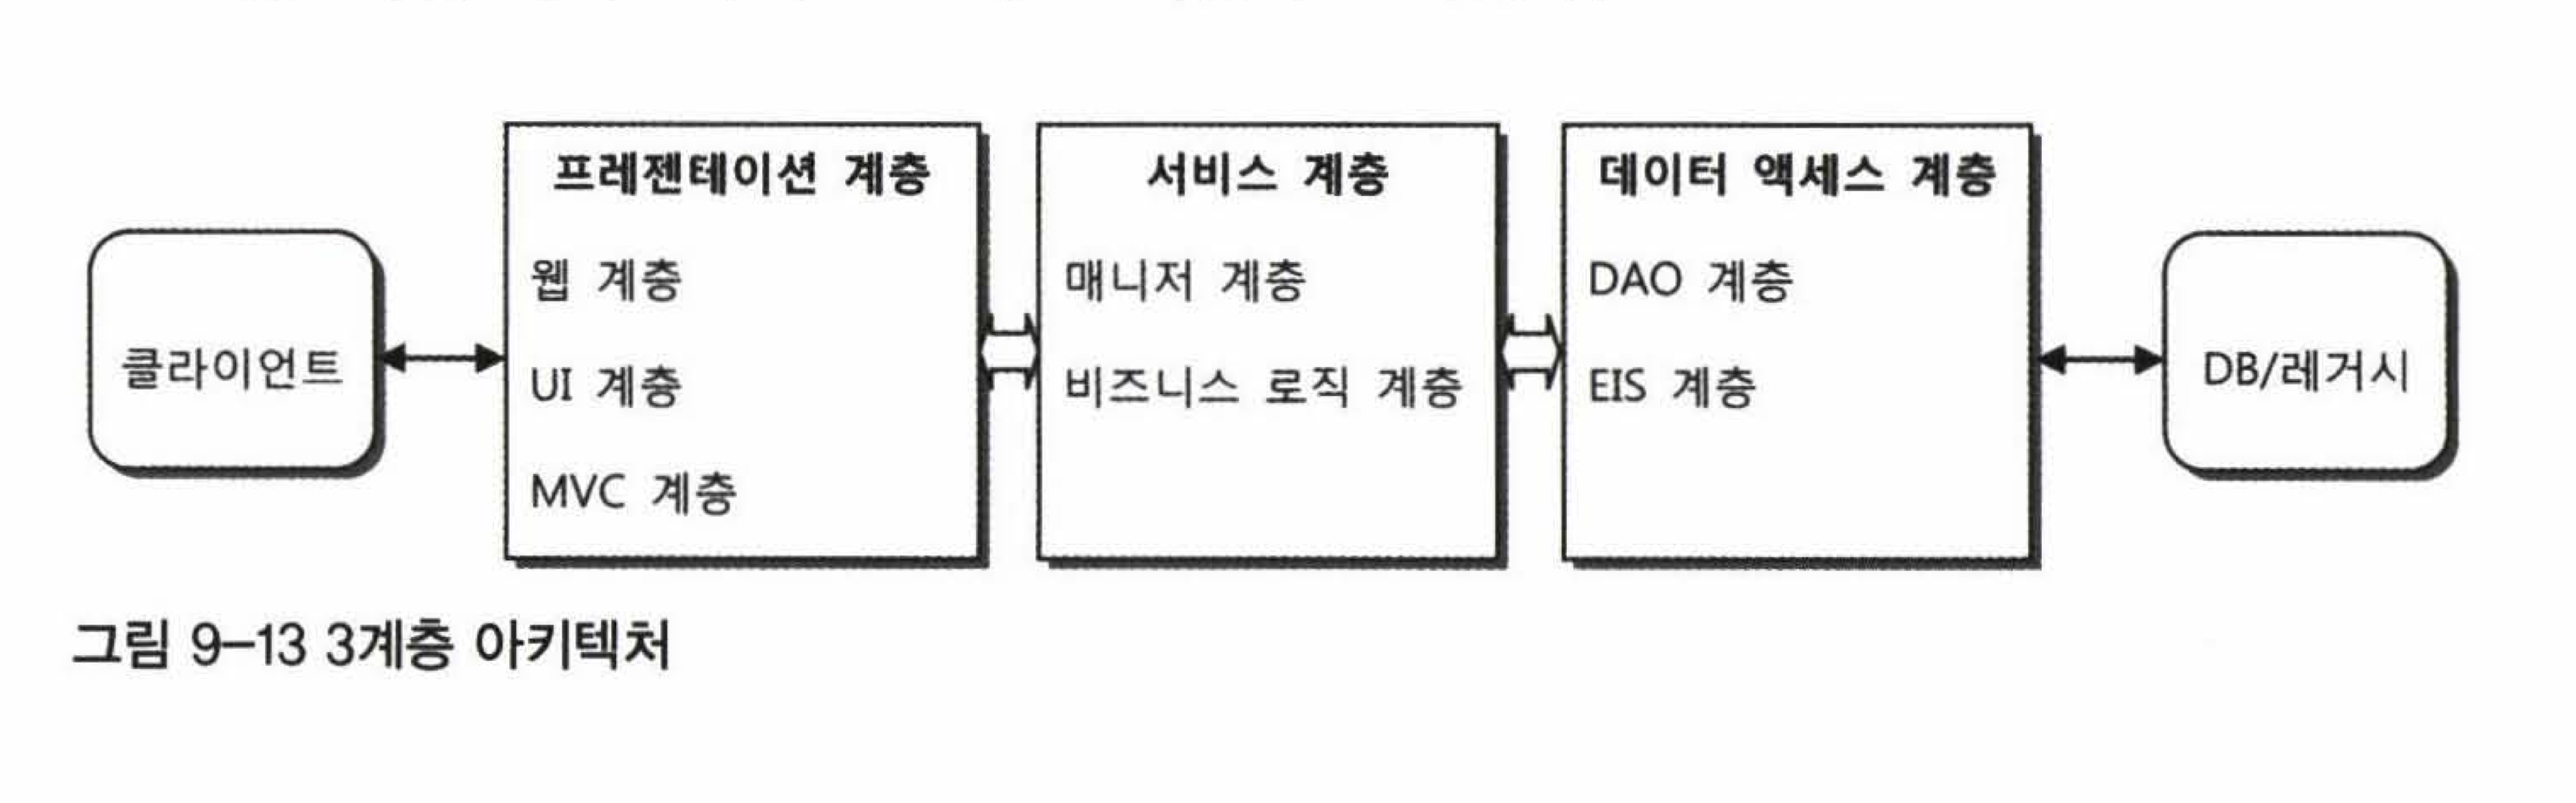 클라이언트
프레젠테이션 계층
웹 계층
UI 계층
MVC 계층
서비스 계층
매니저 계층
비즈니스 로직 계층
데이터 액세스 계층
DAO 계층
EIS 계층
DB/레거시
그림 9–13 3계층 아키텍처